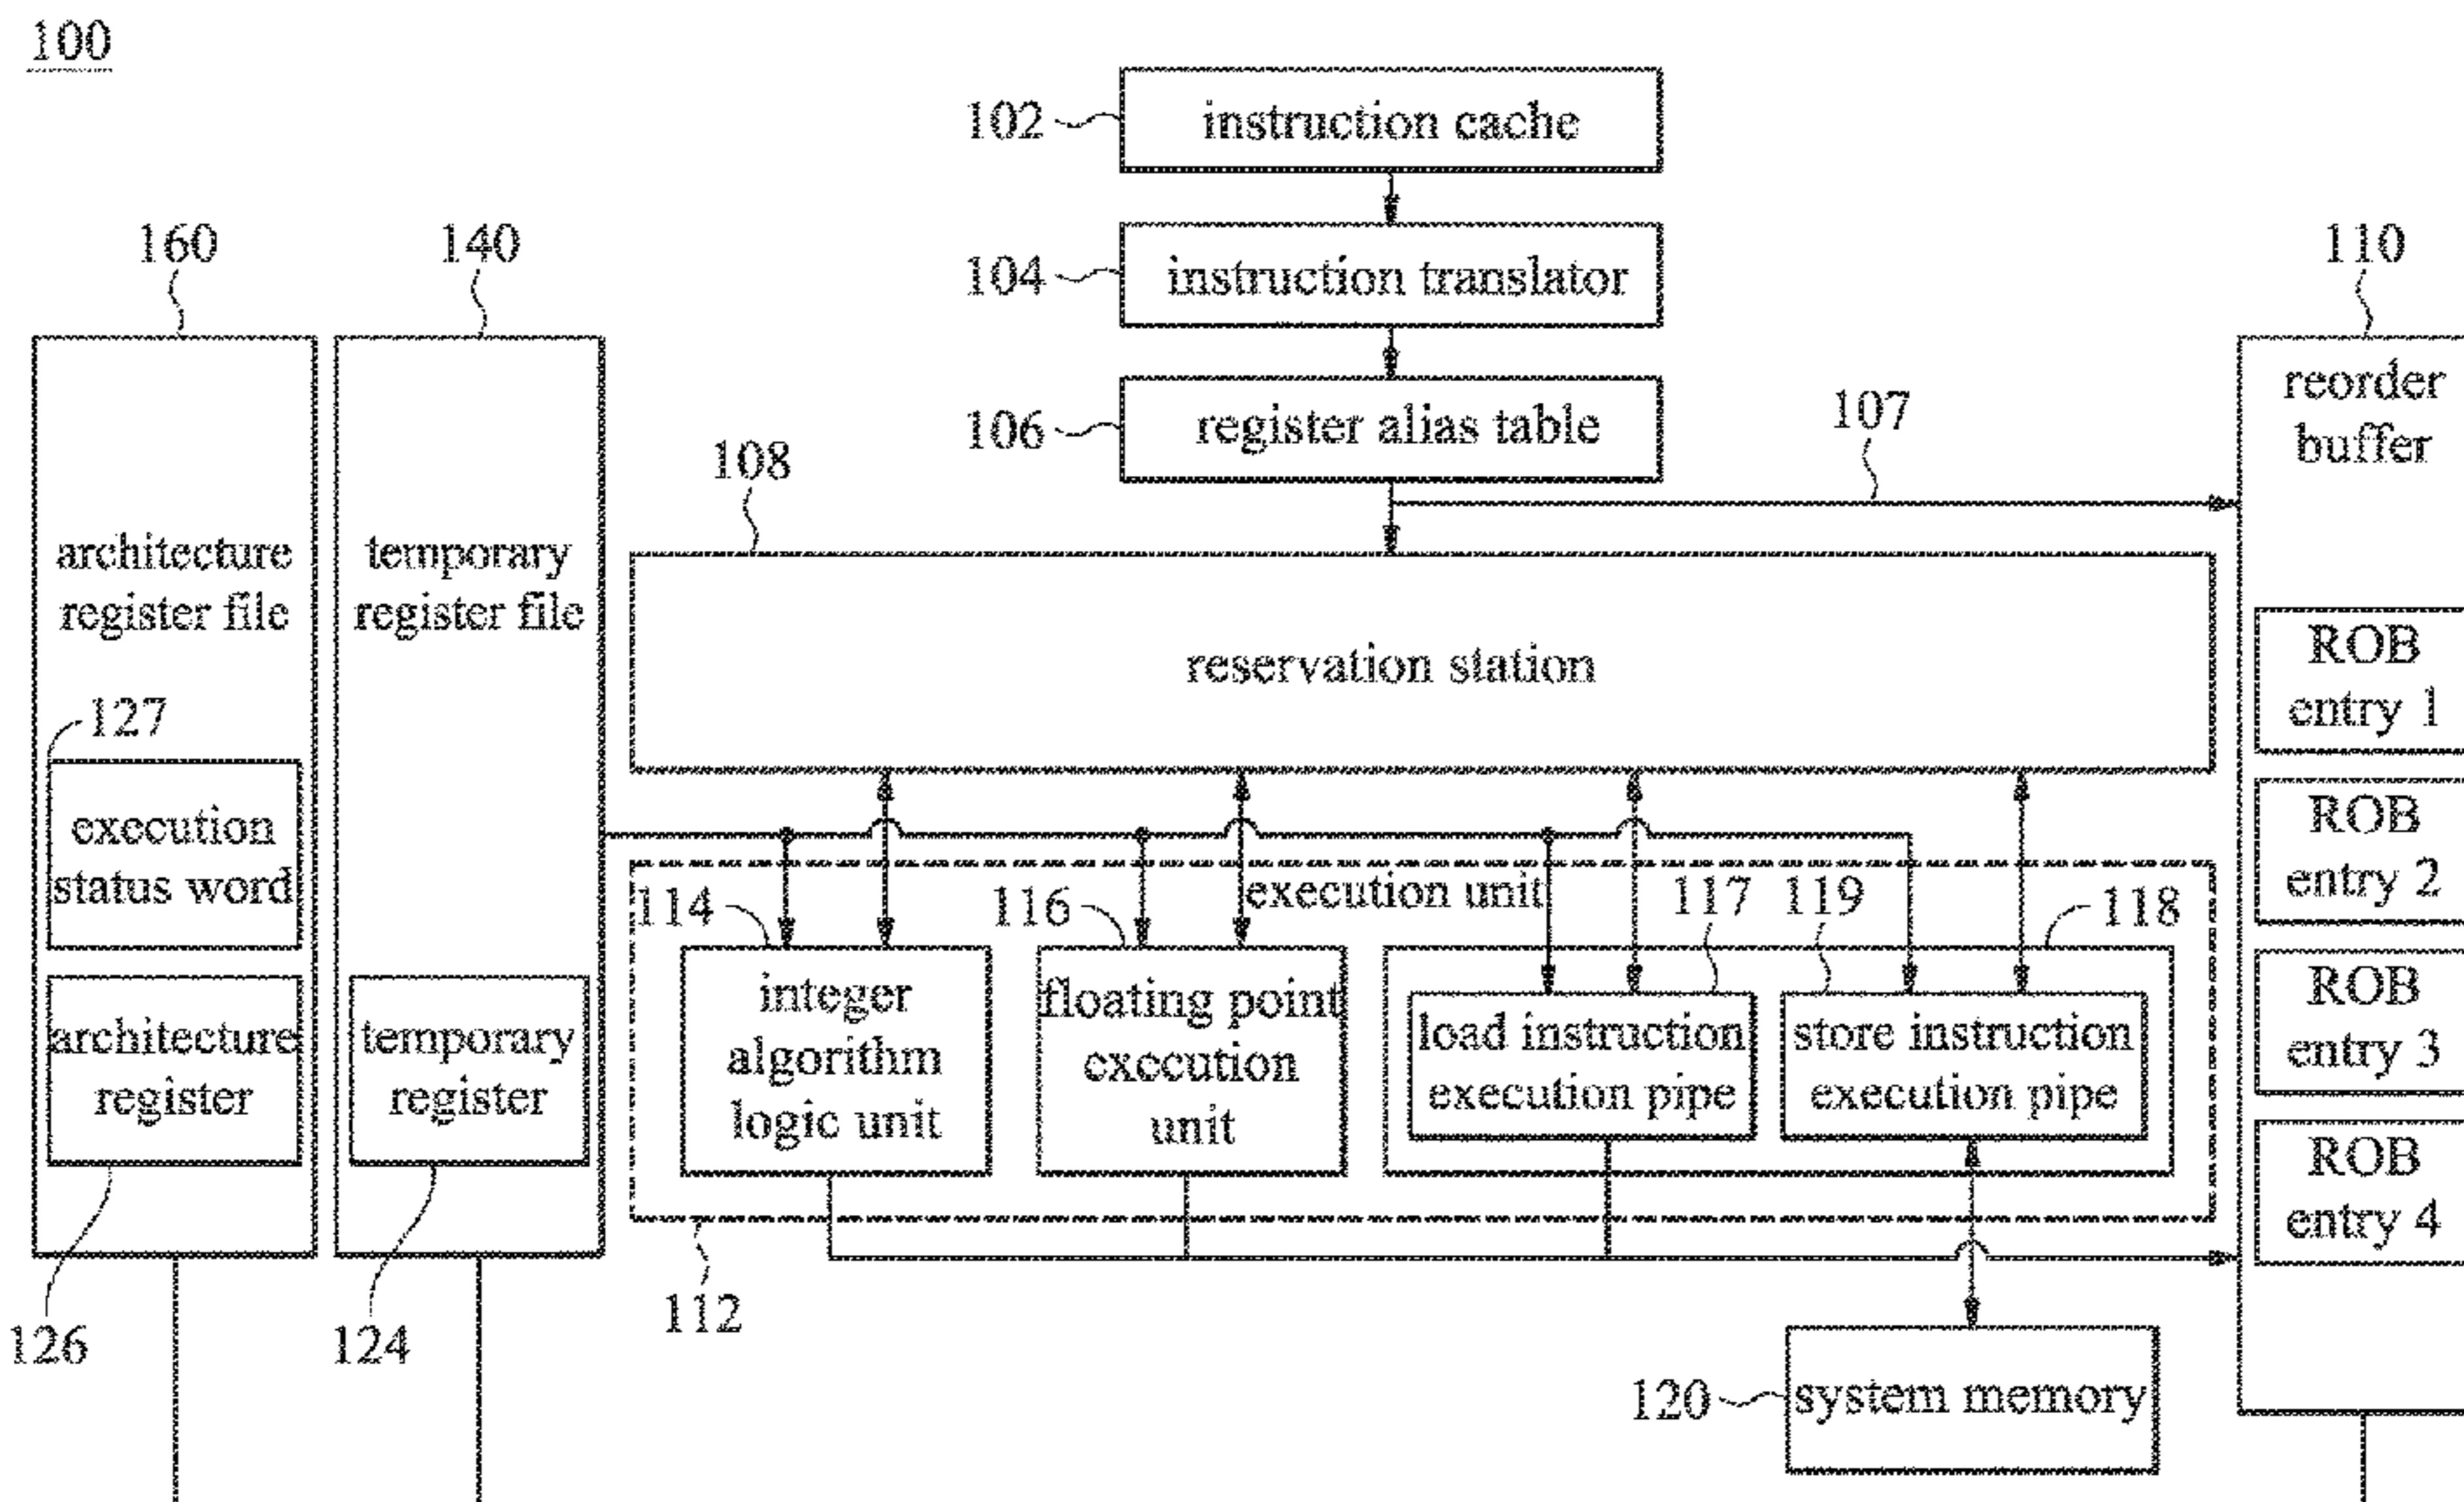 100
102
instruction cache
160
140
104
instruction translator
110
106
register alias table
107
reorder
buffer
108
architecture
register file
temporary
register file
reservation station
ROB
entry 1
127
execution
status word
ROB
entry 2
execution unit
114
116
117
119
118
architecture
register
temporary
register
integer
algorithm
logic unit
floating point
execution
unit
load instruction
execution pipe
store instruction
execution pipe
ROB
entry 3
ROB
entry 4
126
124
112
120
system memory